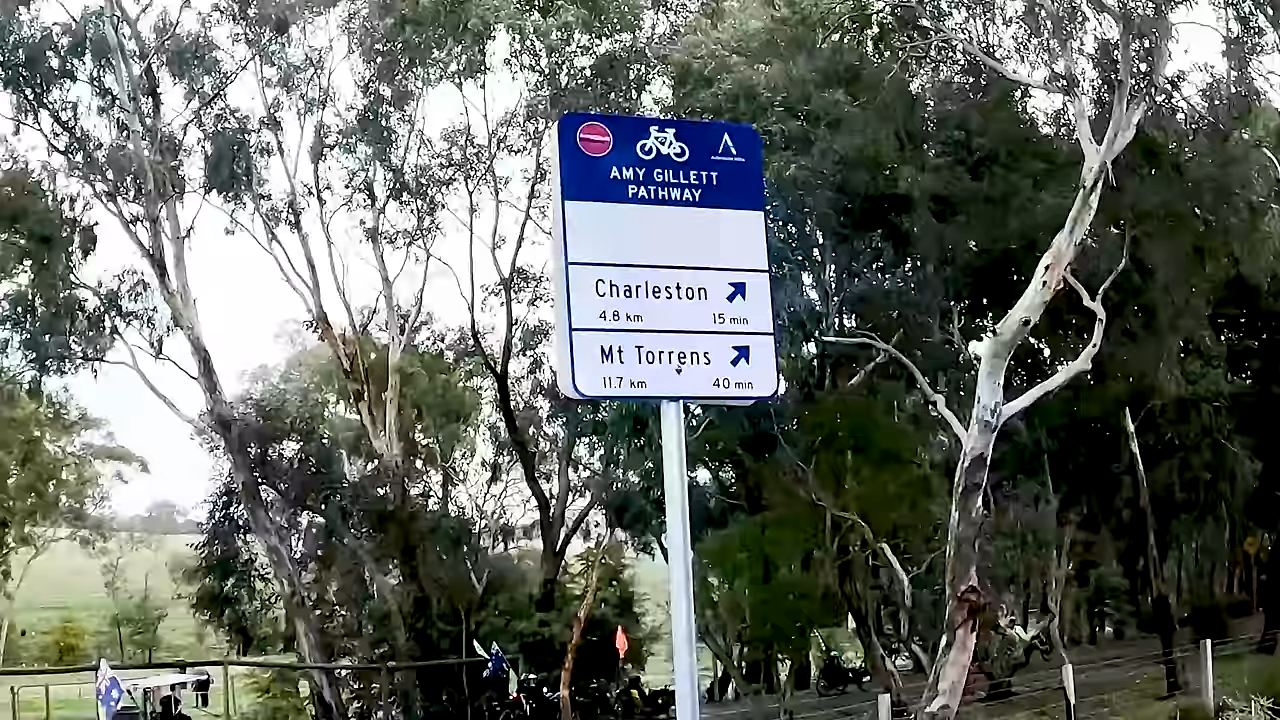 AMY GILLETT
PATHWAY
Charleston
4.8 km 15 min
Mt Torrens
11.7 km 40 min